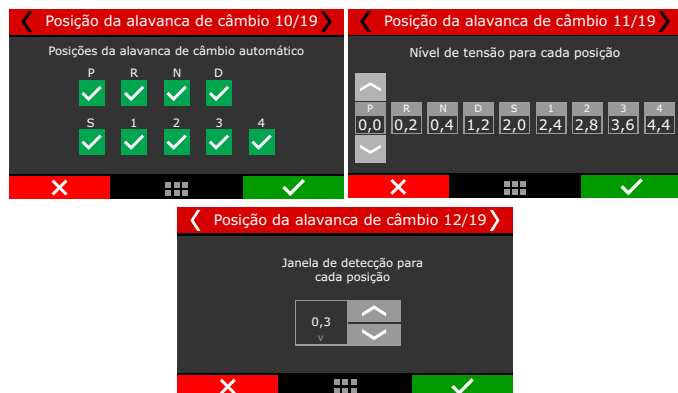 Posição da alavanca de câmbio 10/19
Posições da alavanca de câmbio automático
P R N D
S 1 2 3 4
Posição da alavanca de câmbio 11/19
Nível de tensão para cada posição
P R N D S 1 2 3 4
0,0 0,2 0,4 1,2 2,0 2,4 2,8 3,6 4,4
Posição da alavanca de câmbio 12/19
Janela de detecção para
cada posição
0,3
v